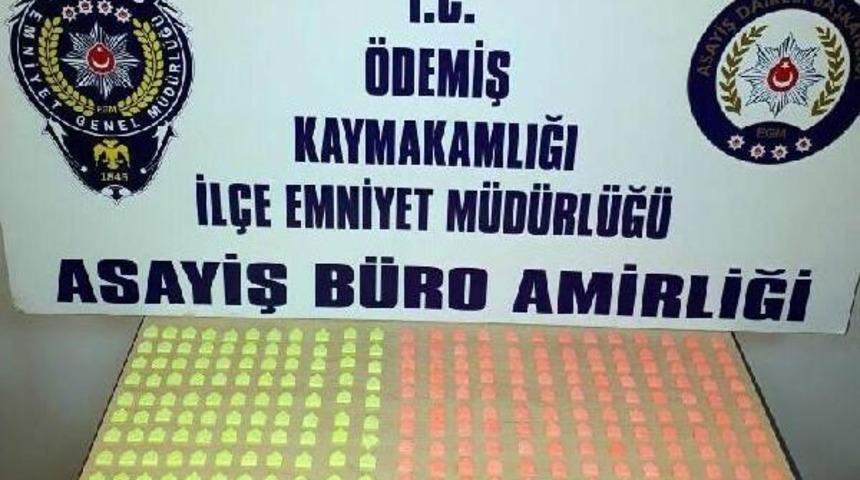 T.C.
ÖDEMİŞ
KAYMAKAMLIĞI
İLÇE EMNİYET MÜDÜRLÜĞÜ
ASAYİŞ BÜRO AMİRLİĞİ
EMNİYET GENEL MÜDÜRLÜĞÜ
EGM
1845
ASAYİŞ DAİRESİ
EGM